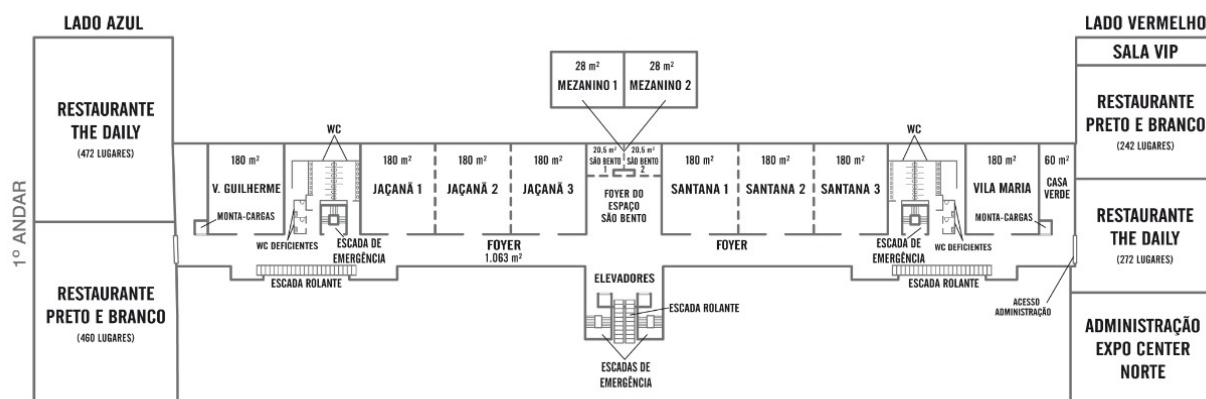 LADO AZUL
LADO VERMELHO
1º ANDAR
RESTAURANTE
THE DAILY
(472 LUGARES)
RESTAURANTE
PRETO E BRANCO
(460 LUGARES)
180 m²
V. GUILHERME
MONTA-CARGAS
WC
WC DEFICIENTES
ESCADA DE
EMERGÊNCIA
ESCADA ROLANTE
180 m²
JAÇANÃ 1
180 m²
JAÇANÃ 2
180 m²
JAÇANÃ 3
FOYER
1.063 m²
28 m²
MEZANINO 1
28 m²
MEZANINO 2
20,5 m²
SÃO BENTO
1
20,5 m²
SÃO BENTO
2
FOYER DO
ESPAÇO
SÃO BENTO
ELEVADORES
ESCADA ROLANTE
ESCADAS DE
EMERGÊNCIA
180 m²
SANTANA 1
180 m²
SANTANA 2
180 m²
SANTANA 3
FOYER
WC
ESCADA DE
EMERGÊNCIA
WC DEFICIENTES
ESCADA ROLANTE
180 m²
VILA MARIA
MONTA-CARGAS
60 m²
CASA
VERDE
ACESSO
ADMINISTRAÇÃO
SALA VIP
RESTAURANTE
PRETO E BRANCO
(242 LUGARES)
RESTAURANTE
THE DAILY
(272 LUGARES)
ADMINISTRAÇÃO
EXPO CENTER
NORTE